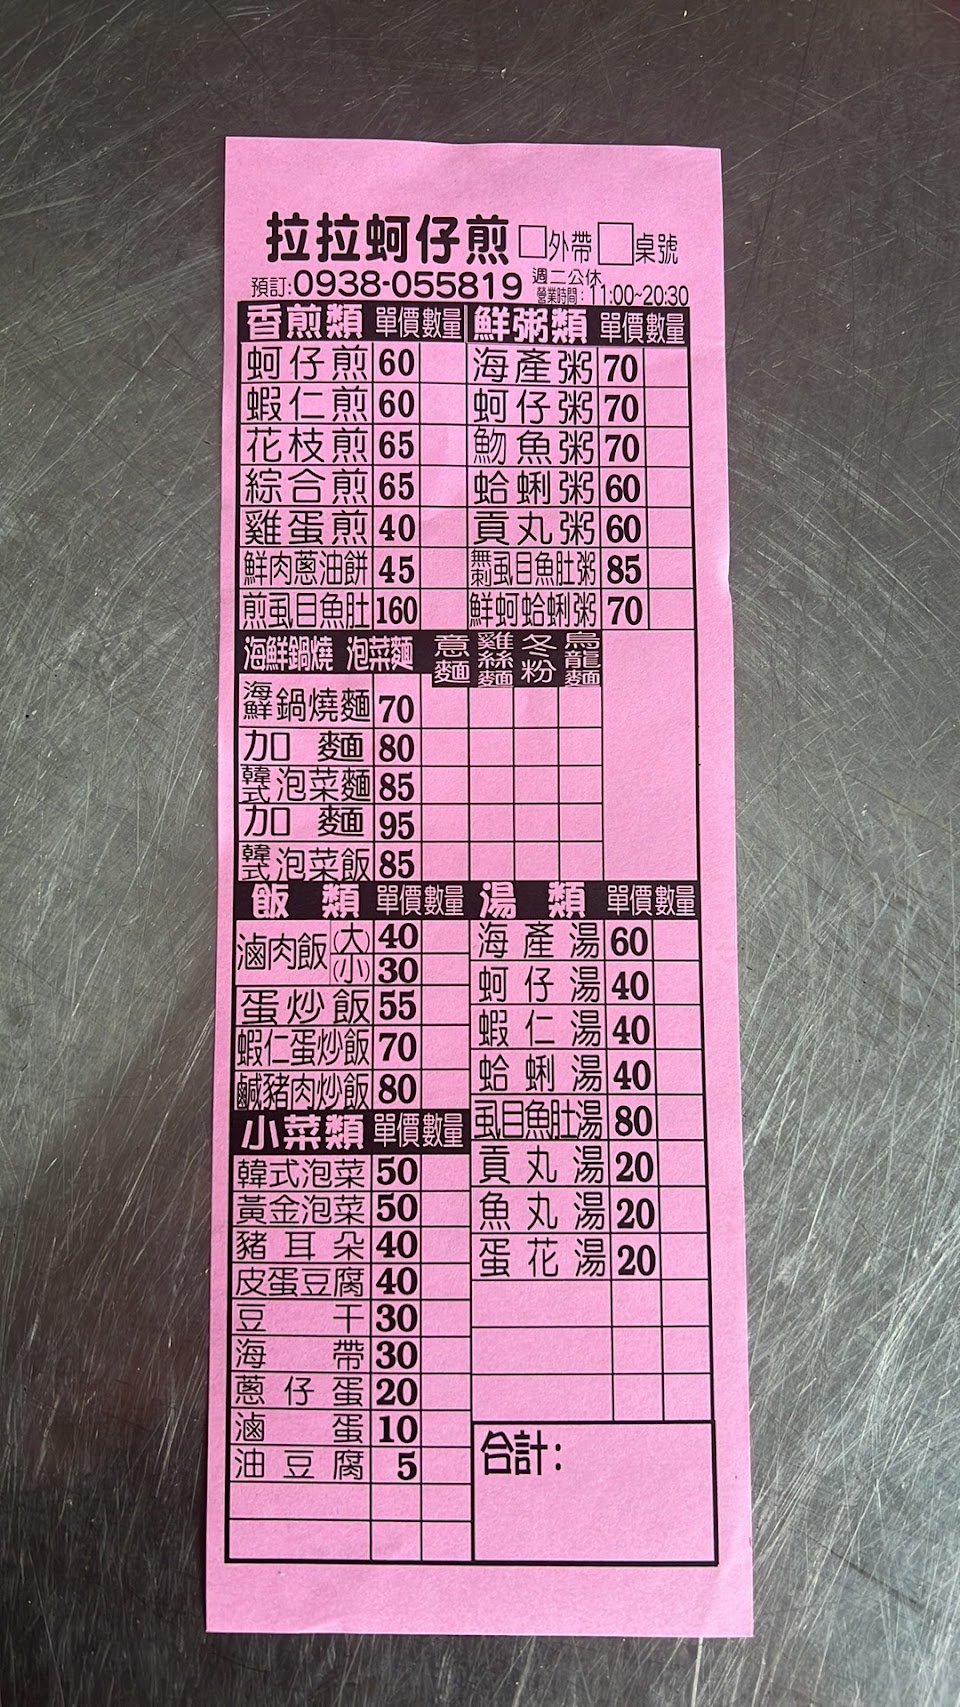 拉拉蚵仔煎 □外帶 □桌號
預訂:0938-055819 週二公休
營業時間:11:00~20:30
香煎類 單價 數量
蚵仔煎 60
蝦仁煎 60
花枝煎 65
綜合煎 65
雞蛋煎 40
鮮肉蔥油餅 45
煎虱目魚肚 160
鮮粥類 單價 數量
海產粥 70
蚵仔粥 70
魩魚粥 70
蛤蜊粥 60
貢丸粥 60
無刺虱目魚肚粥 85
鮮蚵蛤蜊粥 70
海鮮鍋燒 泡菜麵 意麵 雞絲麵 冬粉 烏龍麵
海鮮鍋燒麵 70
加麵 80
韓式泡菜麵 85
加麵 95
韓式泡菜飯 85
飯類 單價 數量
滷肉飯 (大) 40
(小) 30
蛋炒飯 55
蝦仁蛋炒飯 70
鹹豬肉炒飯 80
小菜類 單價 數量
韓式泡菜 50
黃金泡菜 50
豬耳朵 40
皮蛋豆腐 40
豆干 30
海帶 30
蔥仔蛋 20
滷蛋 10
油豆腐 5
湯類 單價 數量
海產湯 60
蚵仔湯 40
蝦仁湯 40
蛤蜊湯 40
虱目魚肚湯 80
貢丸湯 20
魚丸湯 20
蛋花湯 20
合計: